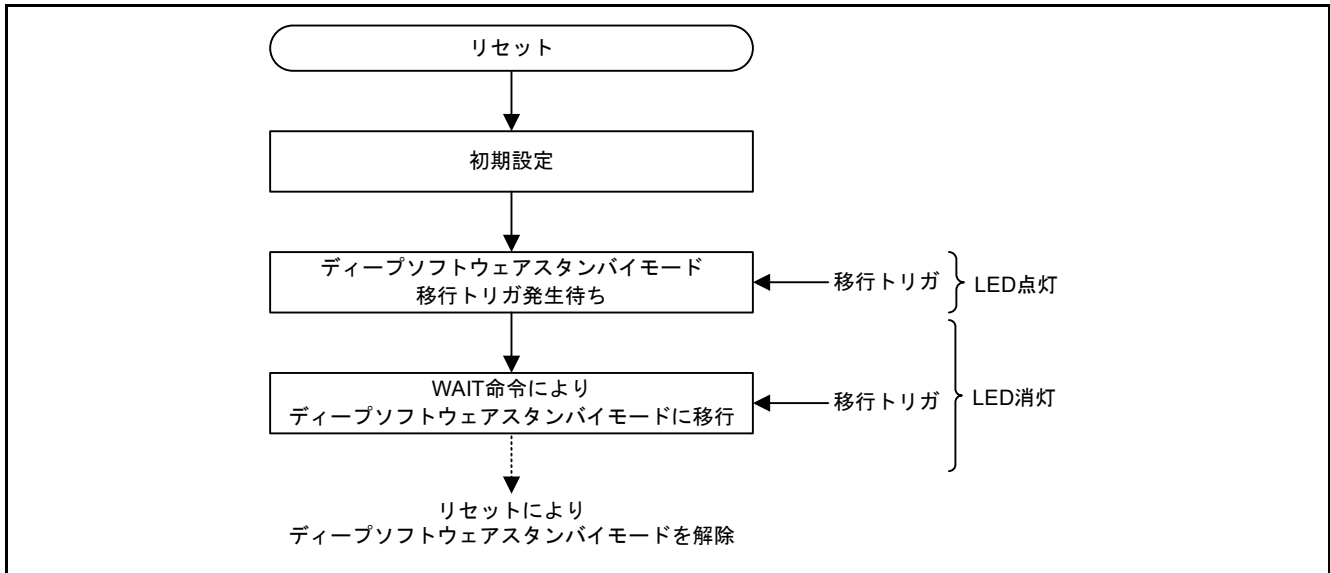 リセット
初期設定
ディープソフトウェアスタンバイモード
移行トリガ発生待ち
移行トリガ
LED点灯
WAIT命令により
ディープソフトウェアスタンバイモードに移行
移行トリガ
LED消灯
リセットにより
ディープソフトウェアスタンバイモードを解除